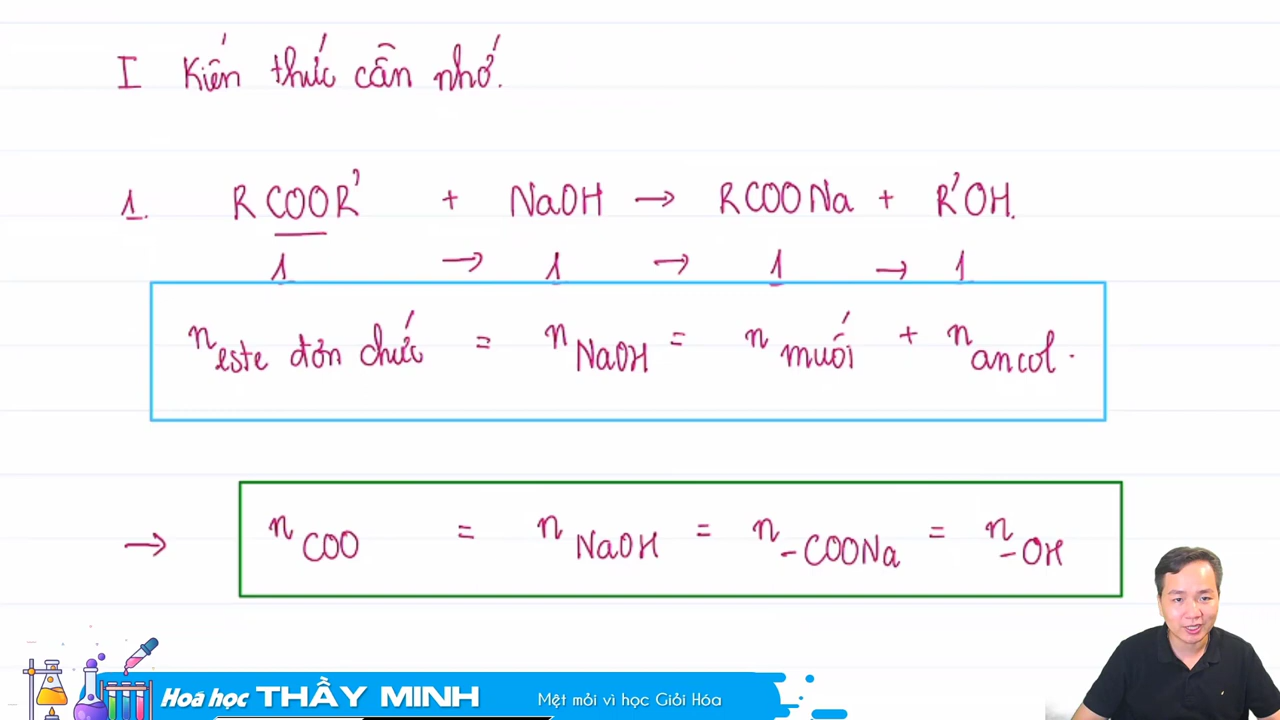 I Kiến thức cần nhớ.
1. RCOOR' + NaOH → RCOONa + R'OH.
1 → 1 → 1 → 1
n este đơn chức = n NaOH = n muối + n ancol.
→ n COO = n NaOH = n -COONa = n -OH
Hoá học THẦY MINH Mệt mỏi vì học Giỏi Hóa